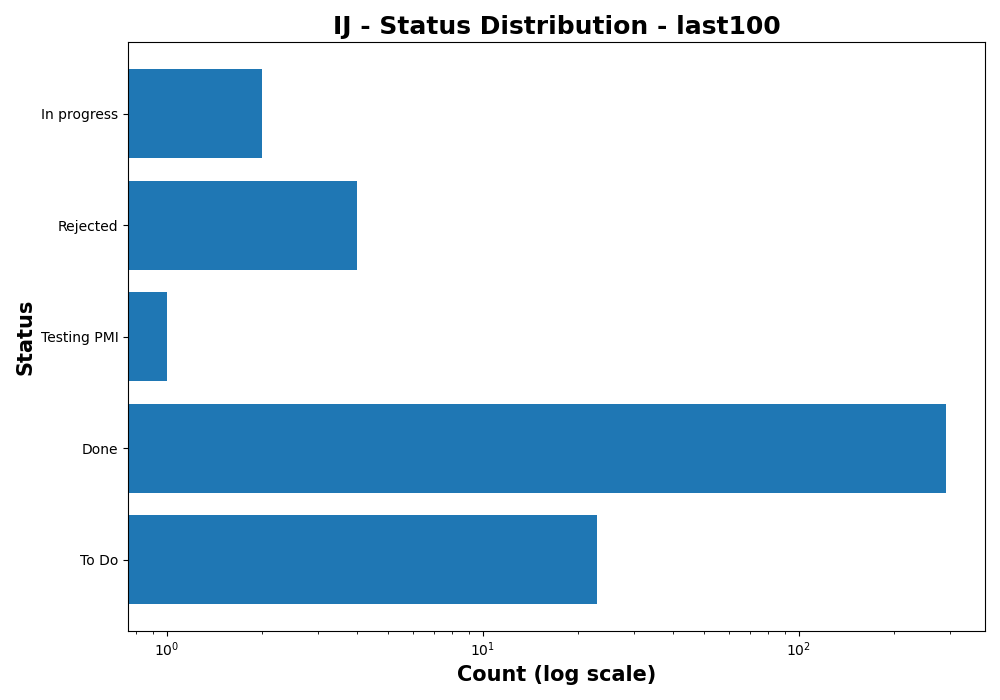 IJ - Status Distribution - last100
In progress
Rejected
Testing PMI
Done
To Do
Status
10⁰ 10¹ 10²
Count (log scale)